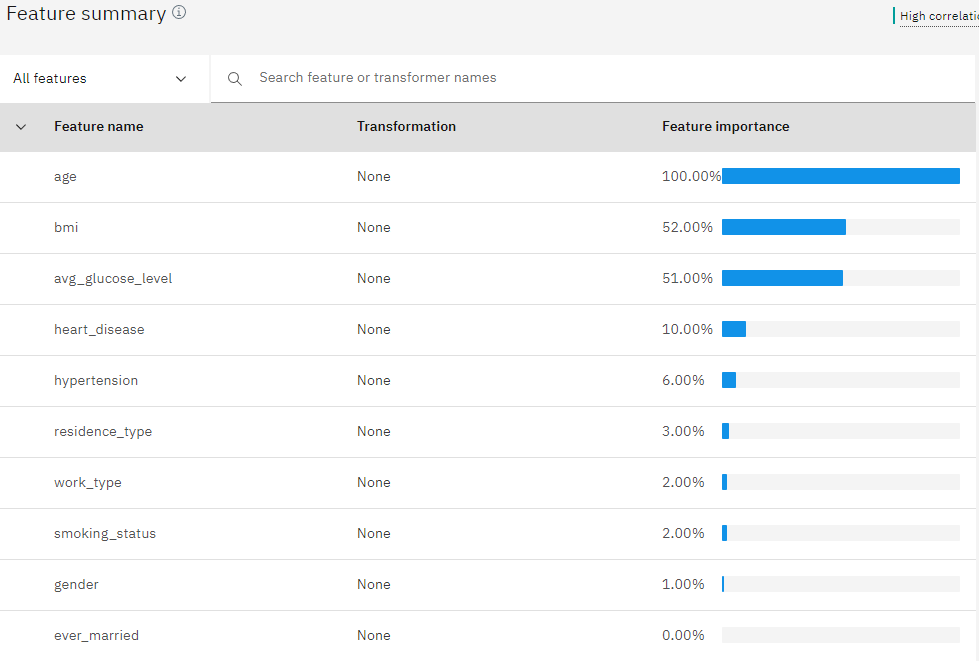 Feature summary
High correlatio
All features
Search feature or transformer names
Feature name Transformation Feature importance
age None 100.00%
bmi None 52.00%
avg_glucose_level None 51.00%
heart_disease None 10.00%
hypertension None 6.00%
residence_type None 3.00%
work_type None 2.00%
smoking_status None 2.00%
gender None 1.00%
ever_married None 0.00%